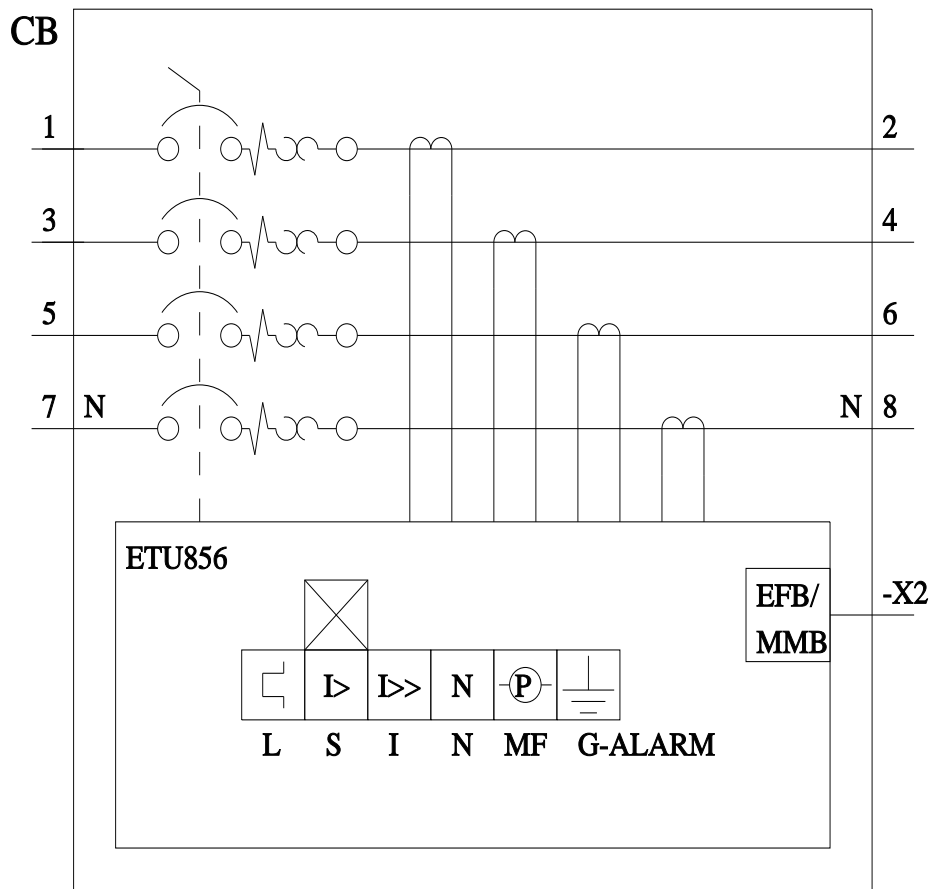 CB
1 2
3 4
5 6
7 N N 8
ETU856
EFB/ -X2
MMB
I> I>> N P
L S I N MF G-ALARM